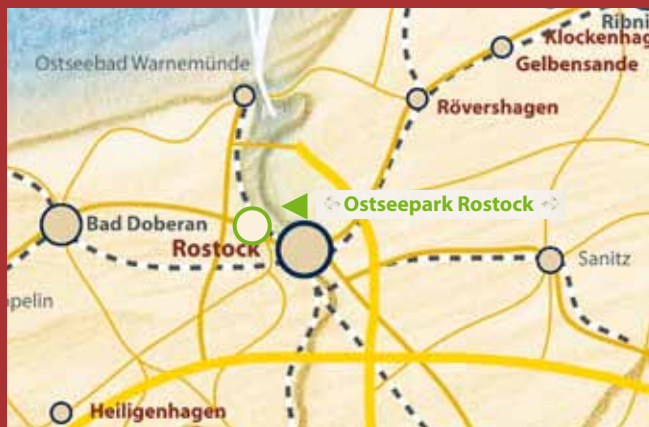 Ribni
Klockenhag
Gelbensande
Ostseebad Warnemünde
Rövershagen
Ostseepark Rostock
Bad Doberan
Rostock
Sanitz
pelin
Heiligenhagen